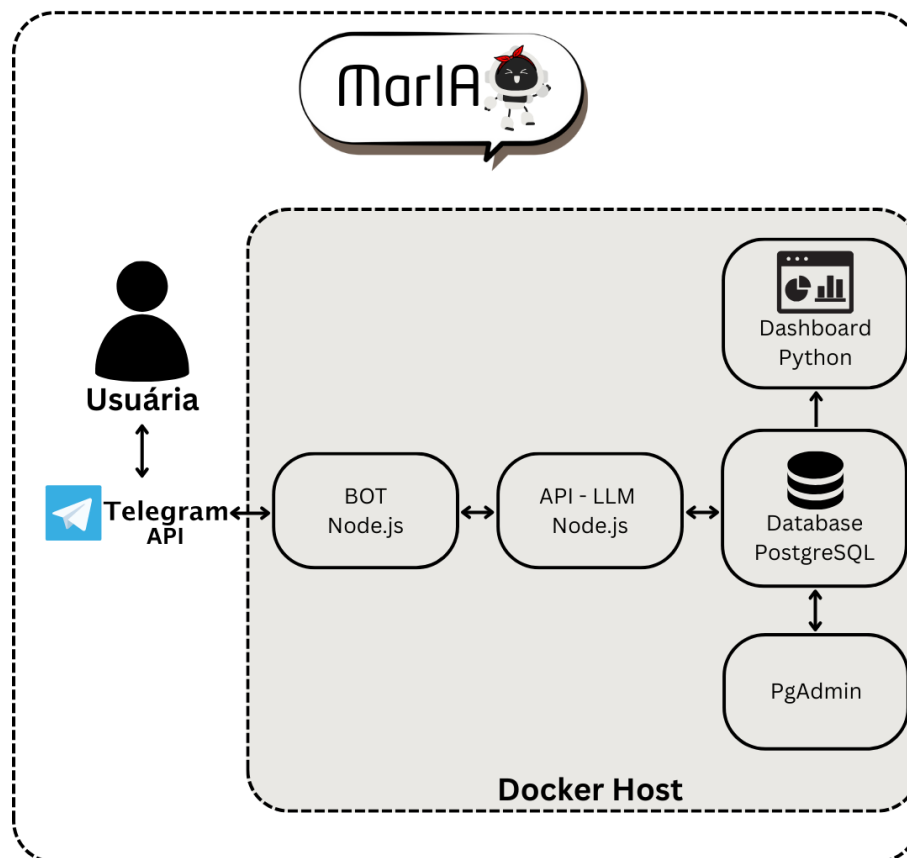 MarIA
Dashboard
Python
Usuária
Telegram
API
BOT
Node.js
API - LLM
Node.js
Database
PostgreSQL
PgAdmin
Docker Host